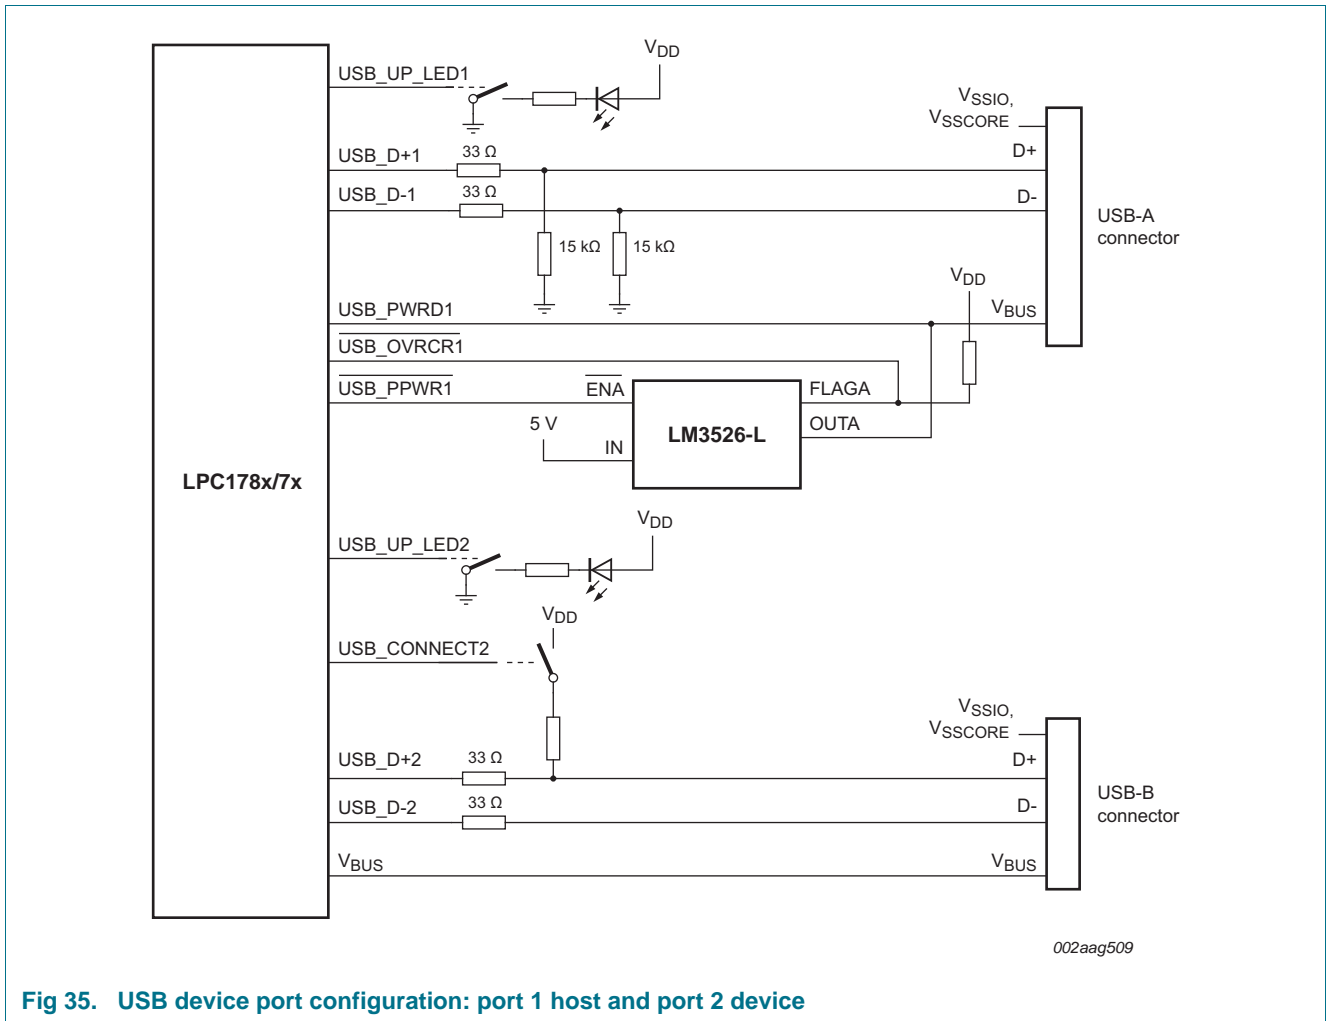 USB_UP_LED1
VDD
VSSIO,
VSSCORE
USB_D+1
33 Ω
D+
USB_D-1
33 Ω
D-
USB-A
connector
15 kΩ
15 kΩ
VDD
USB_PWRD1
VBUS
USB_OVRCR1
USB_PPWR1
ENA
FLAGA
5 V
IN
LM3526-L
OUTA
LPC178x/7x
VDD
USB_UP_LED2
VDD
USB_CONNECT2
VSSIO,
VSSCORE
USB_D+2
33 Ω
D+
USB_D-2
33 Ω
D-
USB-B
connector
VBUS
VBUS
002aag509
Fig 35. USB device port configuration: port 1 host and port 2 device